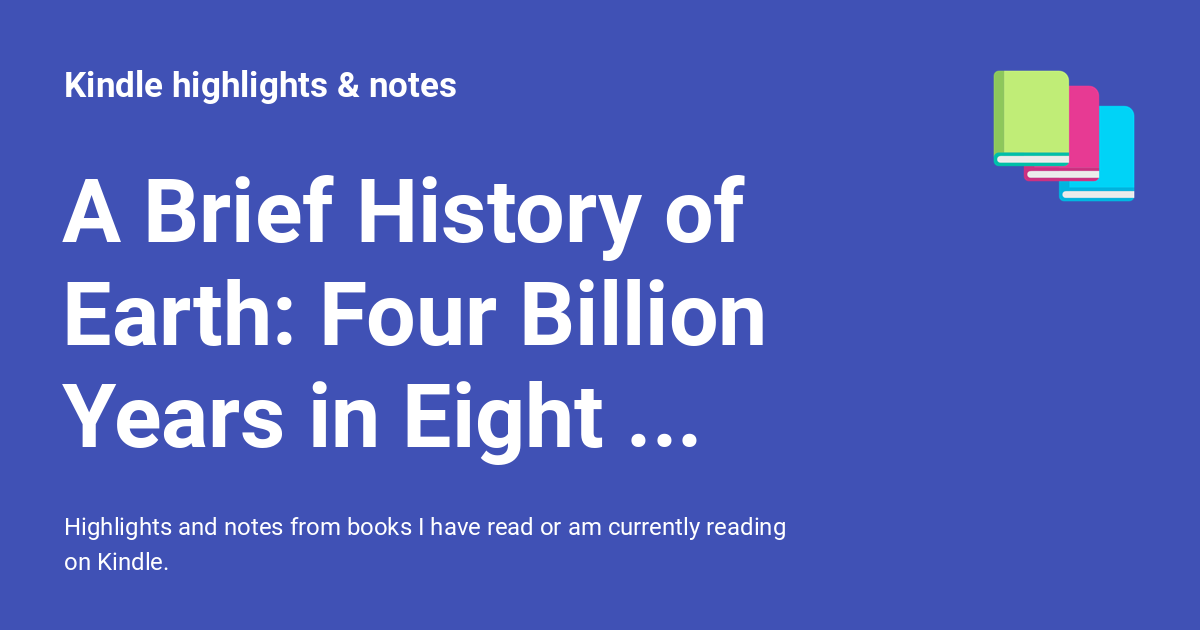 Kindle highlights & notes
A Brief History of
Earth: Four Billion
Years in Eight ...
Highlights and notes from books I have read or am currently reading
on Kindle.